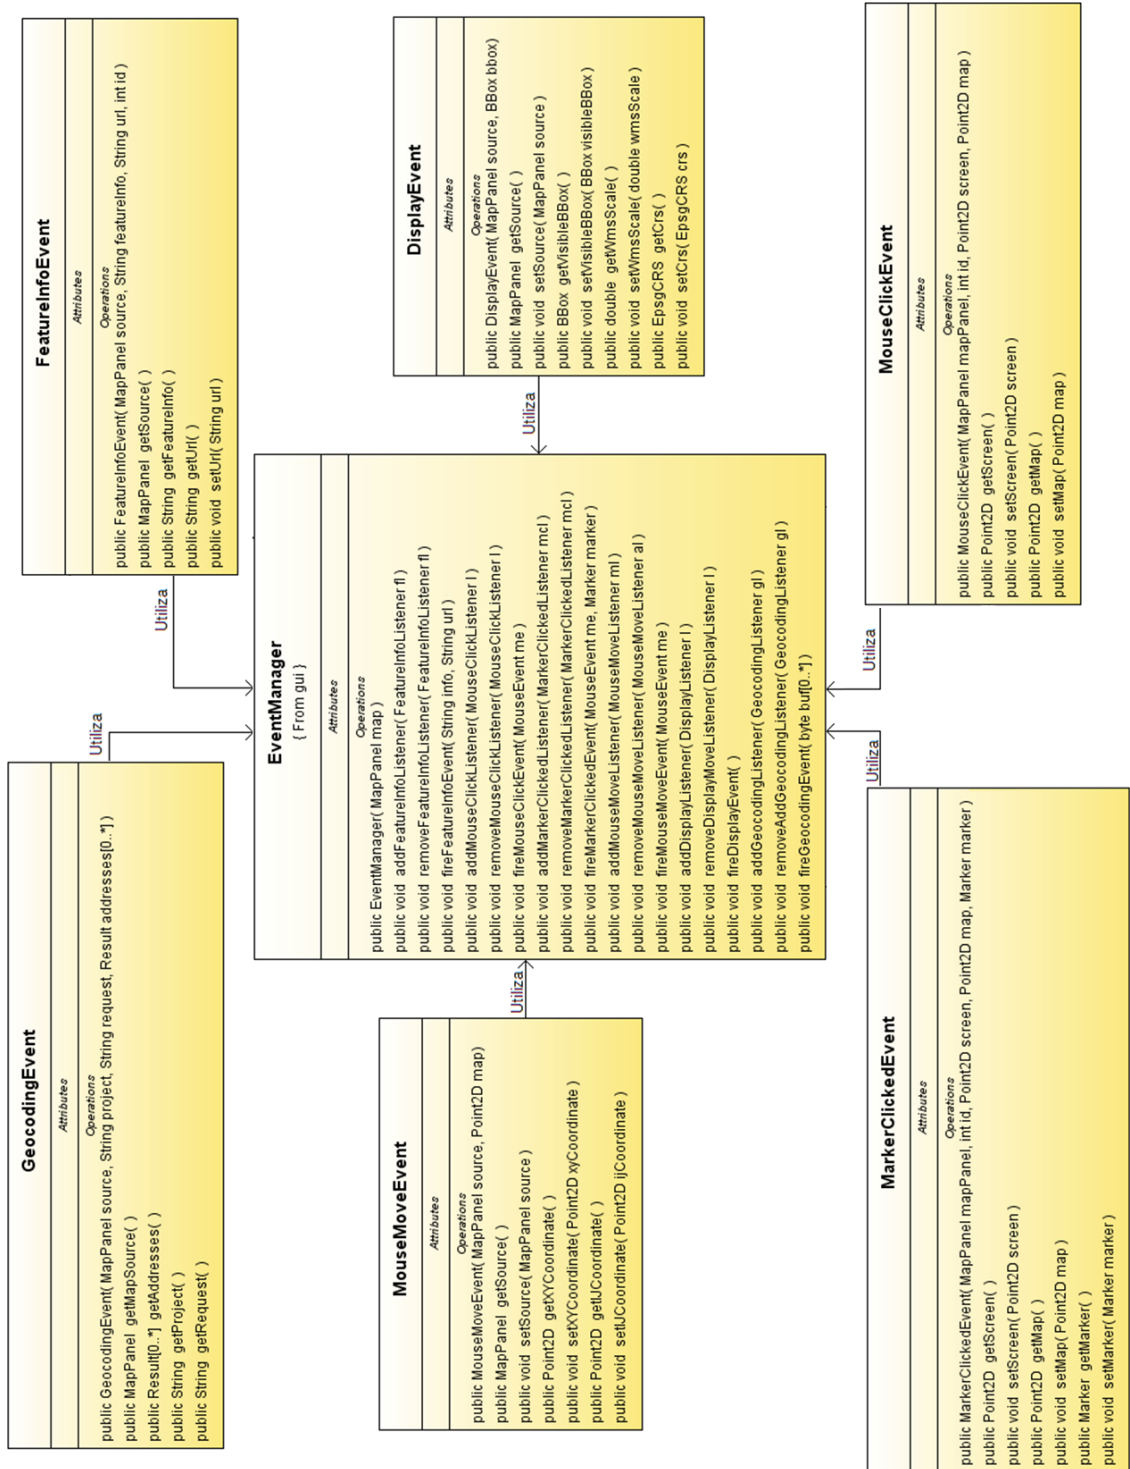 GeocodingEvent
Attributes
Operations
public GeocodingEvent( MapPanel source, String project, String request, Result addresses[0..*] )
public MapPanel getMapSource( )
public Result[0..*] getAddresses( )
public String getProject( )
public String getRequest( )
Utiliza
FeatureInfoEvent
Attributes
Operations
public FeatureInfoEvent( MapPanel source, String featureInfo, String url, int id )
public MapPanel getSource( )
public String getFeatureInfo( )
public String getUrl( )
public void setUrl( String url )
Utiliza
MouseMoveEvent
Attributes
Operations
public MouseMoveEvent( MapPanel source, Point2D map)
public MapPanel getSource( )
public void setSource( MapPanel source )
public Point2D getXYCoordinate( )
public void setXYCoordinate( Point2D xyCoordinate )
public Point2D getIJCoordinate( )
public void setIJCoordinate( Point2D ijCoordinate )
Utiliza
EventManager
{ From gui }
Attributes
Operations
public EventManager( MapPanel map )
public void addFeatureInfoListener( FeatureInfoListener fl )
public void removeFeatureInfoListener( FeatureInfoListener fl )
public void fireFeatureInfoEvent( String info, String url )
public void addMouseClickListener( MouseClickListener l )
public void removeMouseClickListener( MouseClickListener l )
public void fireMouseClickEvent( MouseEvent me )
public void addMarkerClickedListener( MarkerClickedListener mcl )
public void removeMarkerClickedListener( MarkerClickedListener mcl )
public void fireMarkerClickedEvent( MouseEvent me, Marker marker )
public void addMouseMoveListener( MouseMoveListener ml )
public void removeMouseMoveListener( MouseMoveListener al )
public void fireMouseMoveEvent( MouseEvent me )
public void addDisplayListener( DisplayListener l )
public void removeDisplayMoveListener( DisplayListener l )
public void fireDisplayEvent( )
public void addGeocodingListener( GeocodingListener gl )
public void removeAddGeocodingListener( GeocodingListener gl )
public void fireGeocodingEvent( byte buf[0..*] )
DisplayEvent
Attributes
Operations
public DisplayEvent( MapPanel source, BBox bbox)
public MapPanel getSource( )
public void setSource( MapPanel source )
public BBox getVisibleBBox( )
public void setVisibleBBox( BBox visibleBBox )
public double getWmsScale( )
public void setWmsScale( double wmsScale )
public EpsgCRS getCrs( )
public void setCrs( EpsgCRS crs )
Utiliza
MarkerClickedEvent
Attributes
Operations
public MarkerClickedEvent( MapPanel mapPanel, int id, Point2D screen, Point2D map, Marker marker )
public Point2D getScreen( )
public void setScreen( Point2D screen )
public Point2D getMap( )
public void setMap( Point2D map )
public Marker getMarker( )
public void setMarker( Marker marker )
Utiliza
MouseClickEvent
Attributes
Operations
public MouseClickEvent( MapPanel mapPanel, int id, Point2D screen, Point2D map )
public Point2D getScreen( )
public void setScreen( Point2D screen )
public Point2D getMap( )
public void setMap( Point2D map )
Utiliza